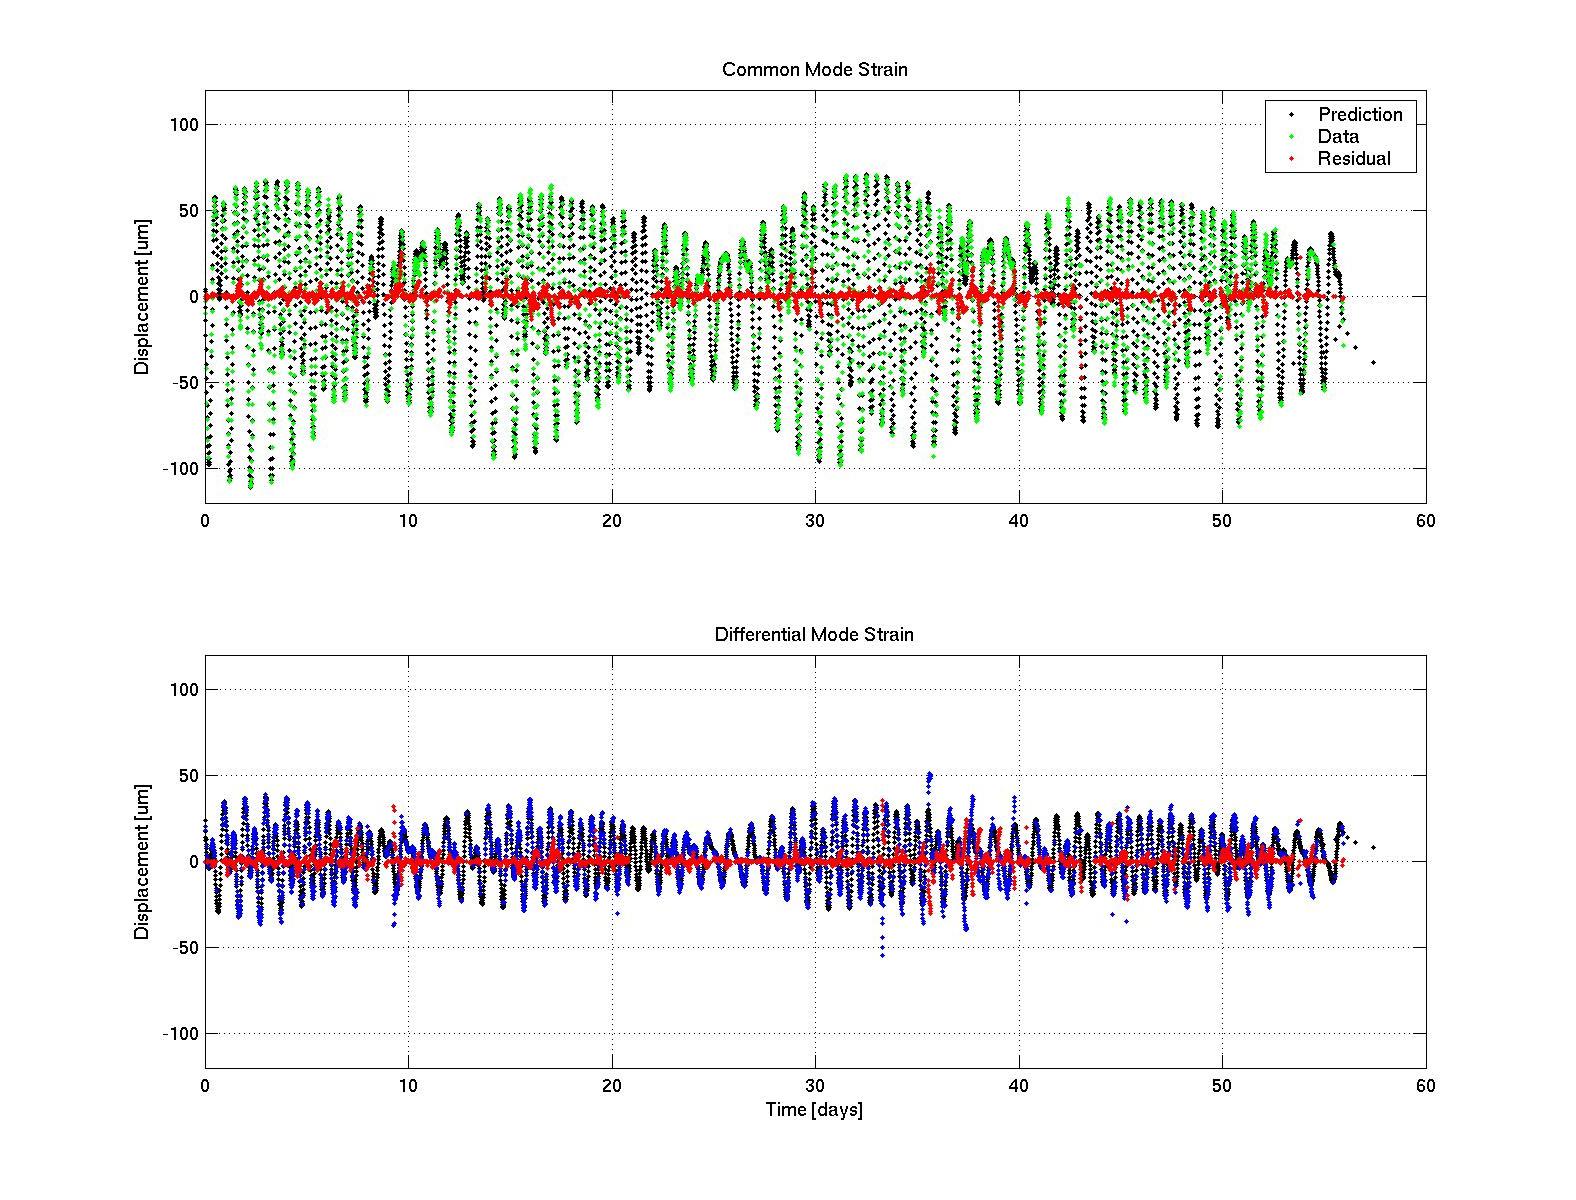 Common Mode Strain
Prediction
Data
Residual
Displacement [um]
100
50
0
-50
-100
0 10 20 30 40 50 60
Differential Mode Strain
Displacement [um]
100
50
0
-50
-100
0 10 20 30 40 50 60
Time [days]